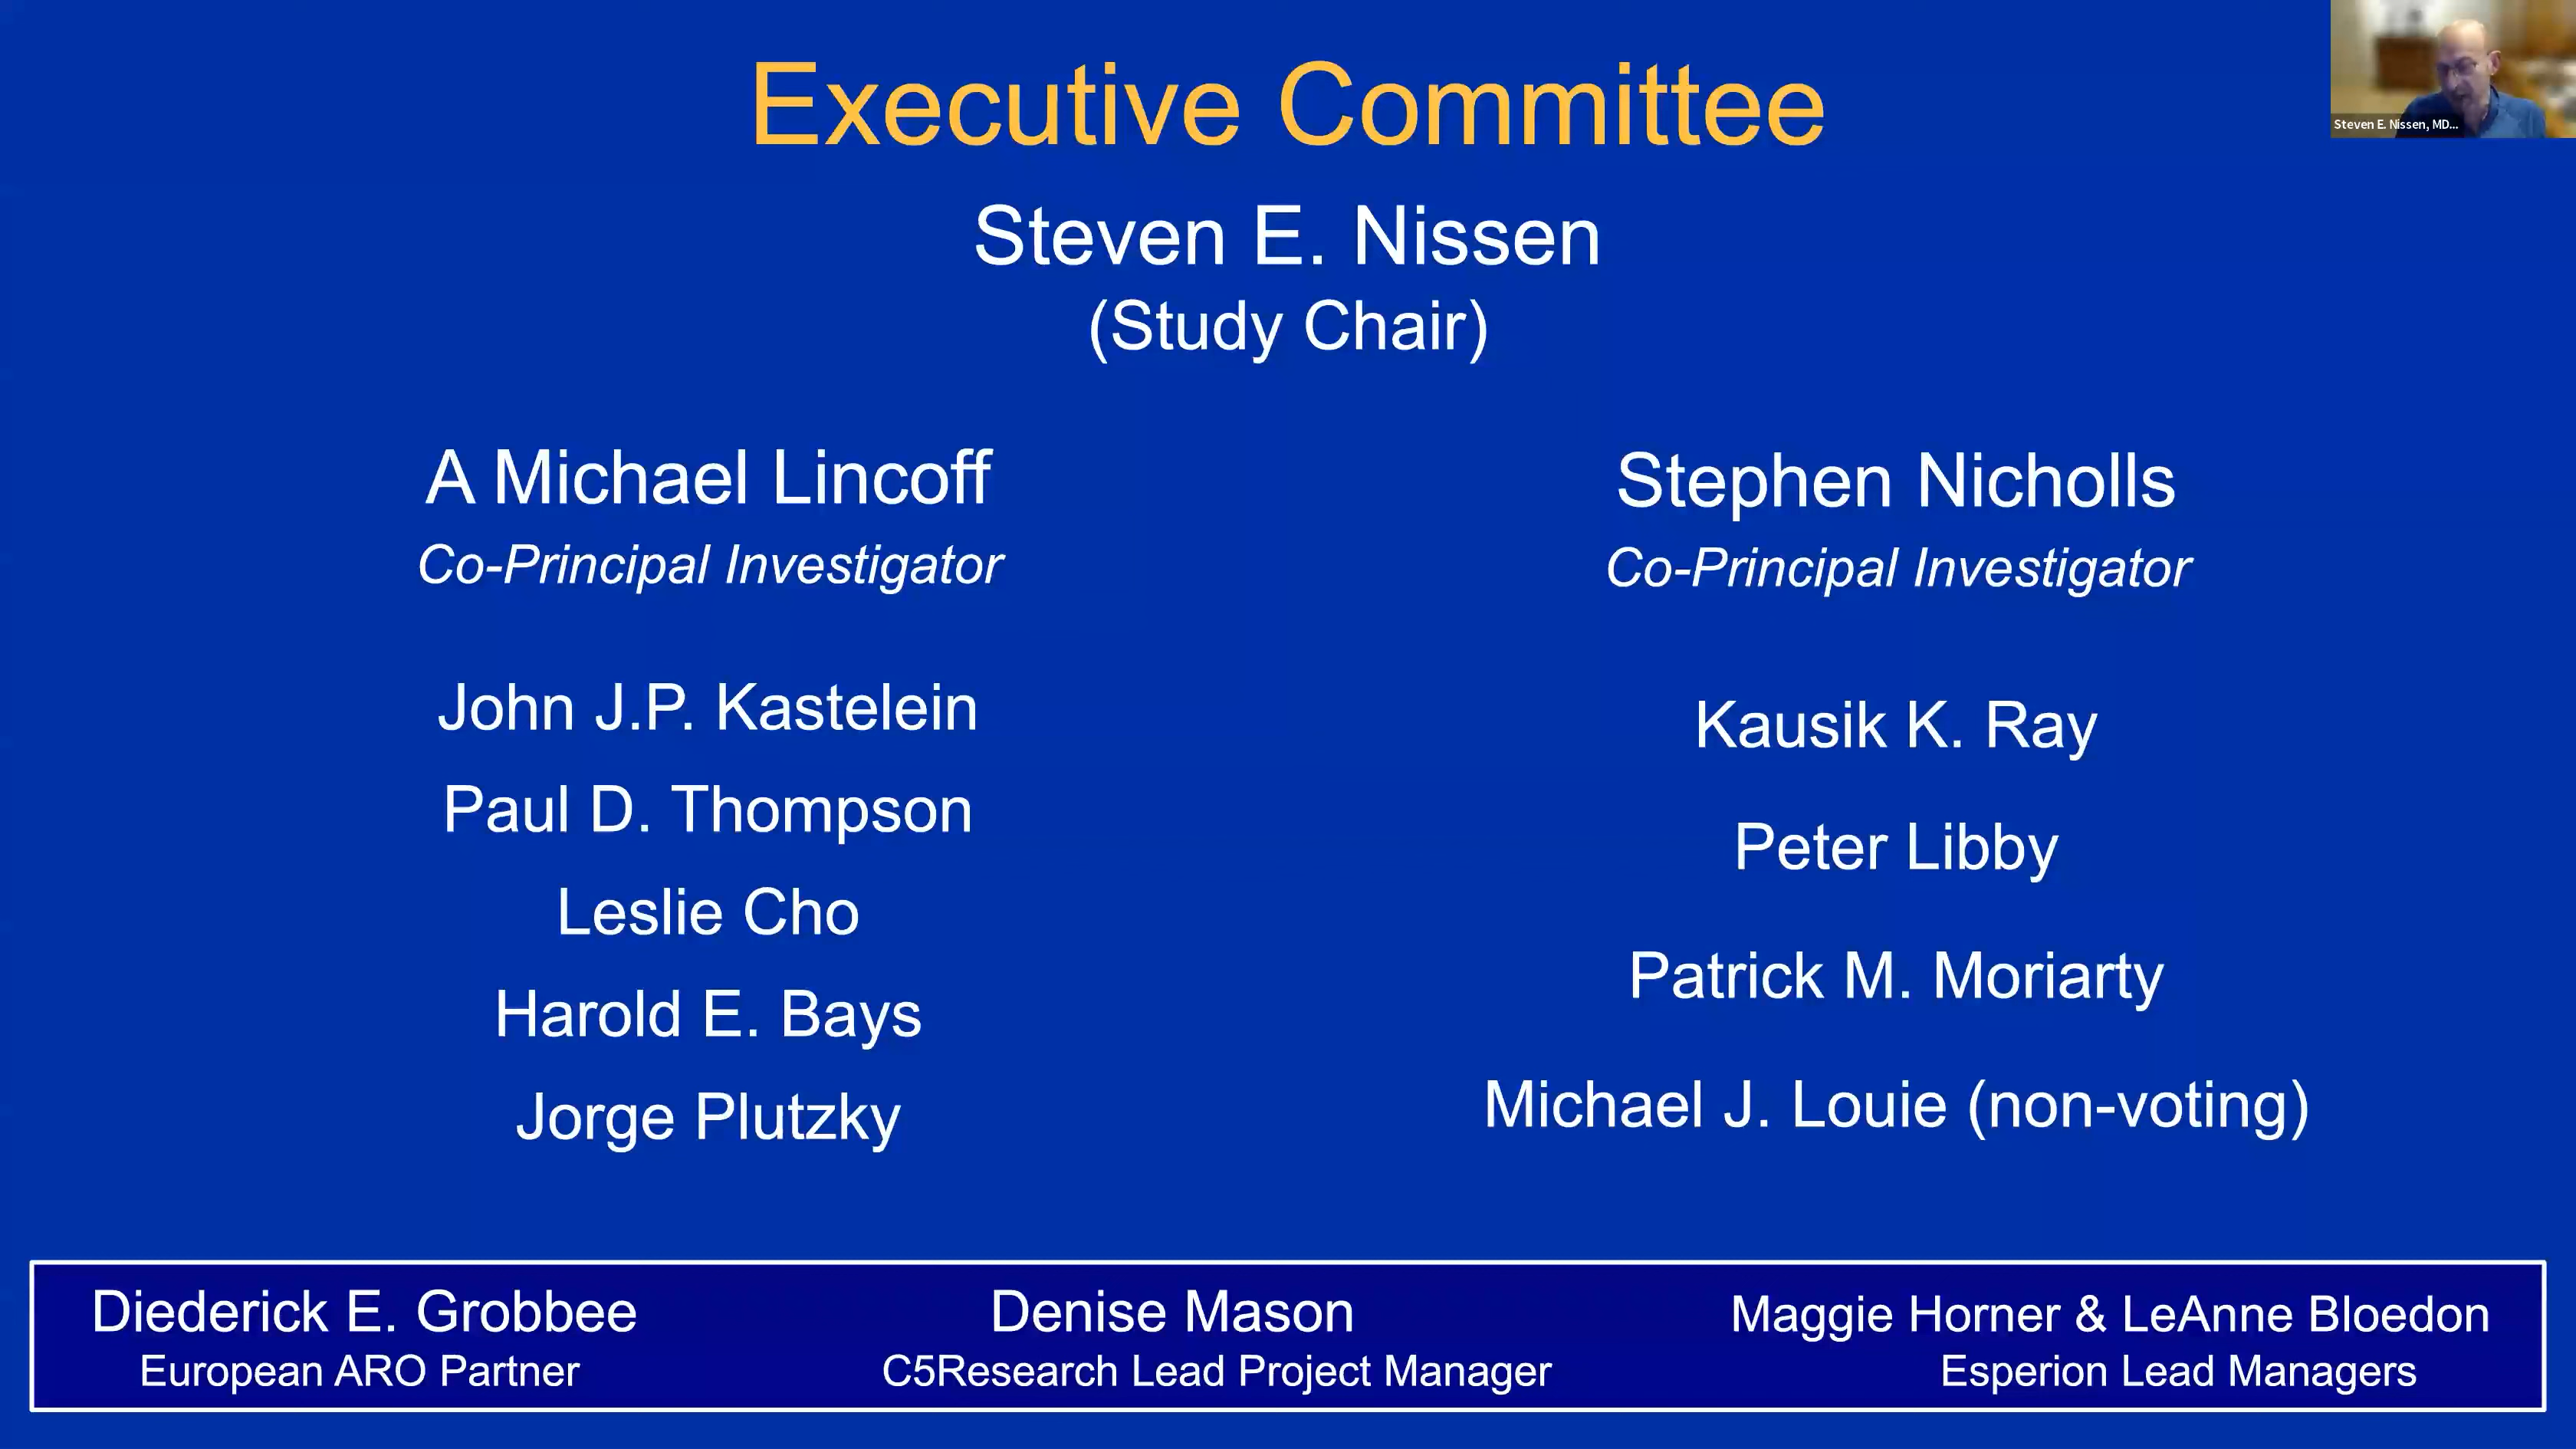 Executive Committee
Steven E. Nissen, MD...
Steven E. Nissen
(Study Chair)
A Michael Lincoff
Co-Principal Investigator
John J.P. Kastelein
Paul D. Thompson
Leslie Cho
Harold E. Bays
Jorge Plutzky
Stephen Nicholls
Co-Principal Investigator
Kausik K. Ray
Peter Libby
Patrick M. Moriarty
Michael J. Louie (non-voting)
Diederick E. Grobbee
European ARO Partner
Denise Mason
C5Research Lead Project Manager
Maggie Horner & LeAnne Bloedon
Esperion Lead Managers